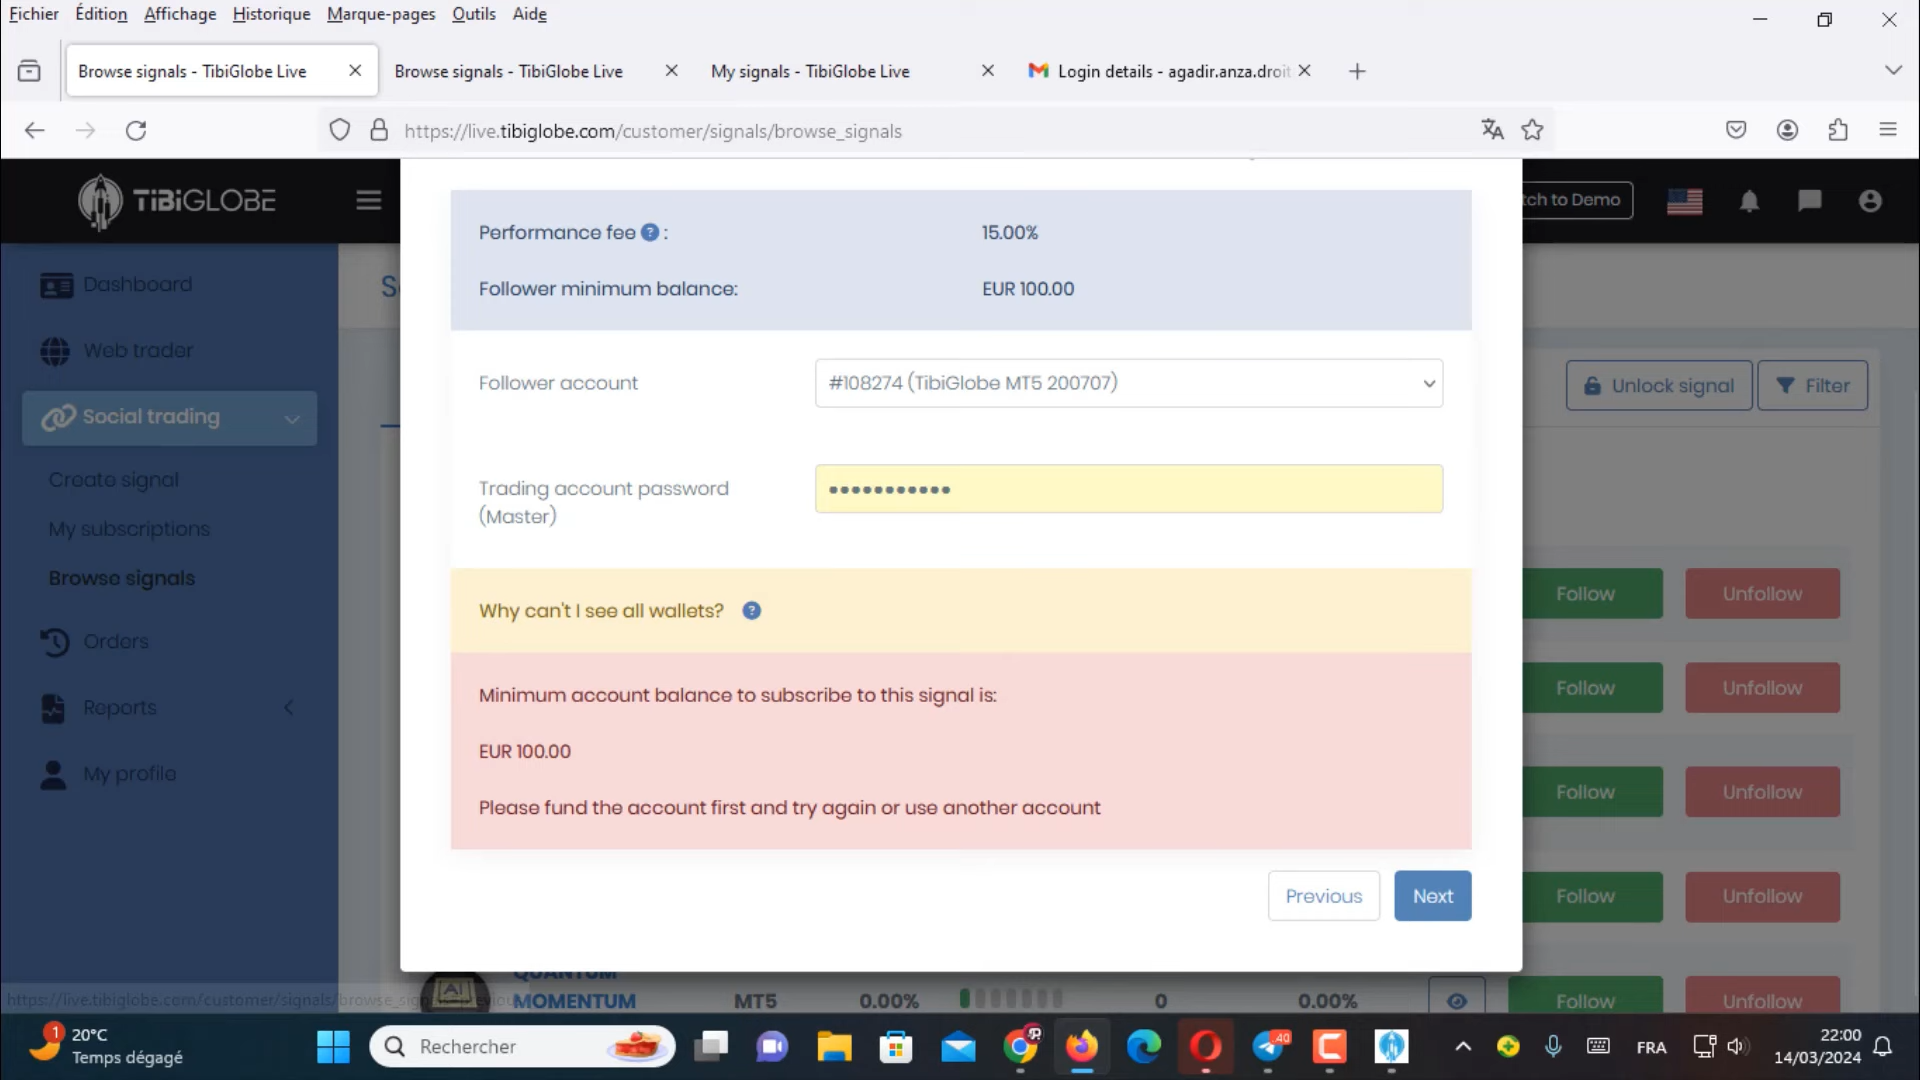 Fichier Édition Affichage Historique Marque-pages Outils Aide
Browse signals - TibiGlobe Live
Browse signals - TibiGlobe Live
My signals - TibiGlobe Live
Login details - agadir.anza.droit
https://live.tibiglobe.com/customer/signals/browse_signals
TiBiGLOBE
tch to Demo
Dashboard
Web trader
Social trading
Create signal
My subscriptions
Browse signals
Orders
Reports
My profile
Performance fee ? : 15.00%
Follower minimum balance: EUR 100.00
Follower account #108274 (TibiGlobe MT5 200707)
Trading account password
(Master)
Why can't I see all wallets? ?
Minimum account balance to subscribe to this signal is:
EUR 100.00
Please fund the account first and try again or use another account
Previous Next
Unlock signal Filter
Follow Unfollow
Follow Unfollow
Follow Unfollow
Follow Unfollow
QUANTUM
MOMENTUM MT5 0.00% 0 0.00% Follow Unfollow
AI
1
20°C
Temps dégagé
Rechercher
40
FRA
22:00
14/03/2024